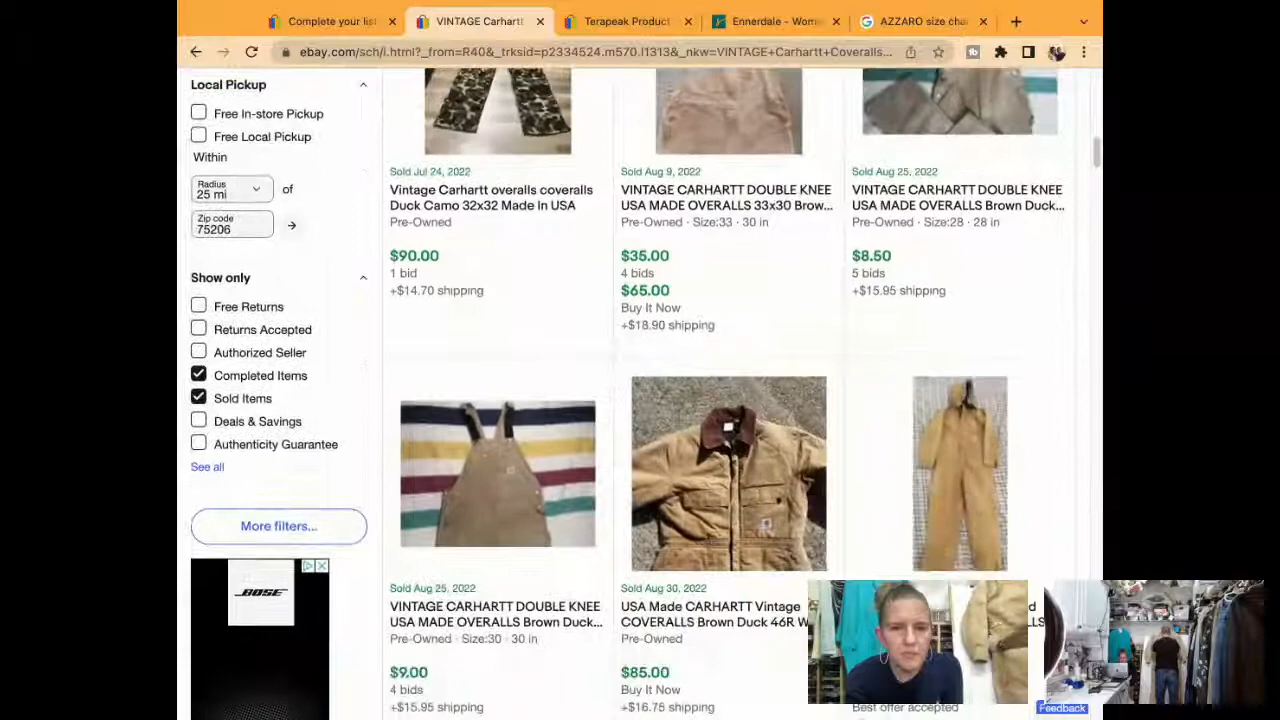 Complete your list
VINTAGE Carhartt
Terapeak Product
Ennerdale - Wome
AZZARO size char
ebay.com/sch/i.html?_from=R40&_trksid=p2334524.m570.l1313&_nkw=VINTAGE+Carhartt+Coveralls...
Local Pickup
Free In-store Pickup
Free Local Pickup
Within
Radius
25 mi
of
Zip code
75206
Show only
Free Returns
Returns Accepted
Authorized Seller
Completed Items
Sold Items
Deals & Savings
Authenticity Guarantee
See all
More filters...
BOSE
Sold Jul 24, 2022
Vintage Carhartt overalls coveralls
Duck Camo 32x32 Made In USA
Pre-Owned
$90.00
1 bid
+$14.70 shipping
Sold Aug 9, 2022
VINTAGE CARHARTT DOUBLE KNEE
USA MADE OVERALLS 33x30 Brow...
Pre-Owned · Size:33 · 30 in
$35.00
4 bids
$65.00
Buy It Now
+$18.90 shipping
Sold Aug 25, 2022
VINTAGE CARHARTT DOUBLE KNEE
USA MADE OVERALLS Brown Duck...
Pre-Owned · Size:28 · 28 in
$8.50
5 bids
+$15.95 shipping
Sold Aug 25, 2022
VINTAGE CARHARTT DOUBLE KNEE
USA MADE OVERALLS Brown Duck...
Pre-Owned · Size:30 · 30 in
$9.00
4 bids
+$15.95 shipping
Sold Aug 30, 2022
USA Made CARHARTT Vintage
COVERALLS Brown Duck 46R W
Pre-Owned
$85.00
Buy It Now
+$16.75 shipping
Best offer accepted
Feedback